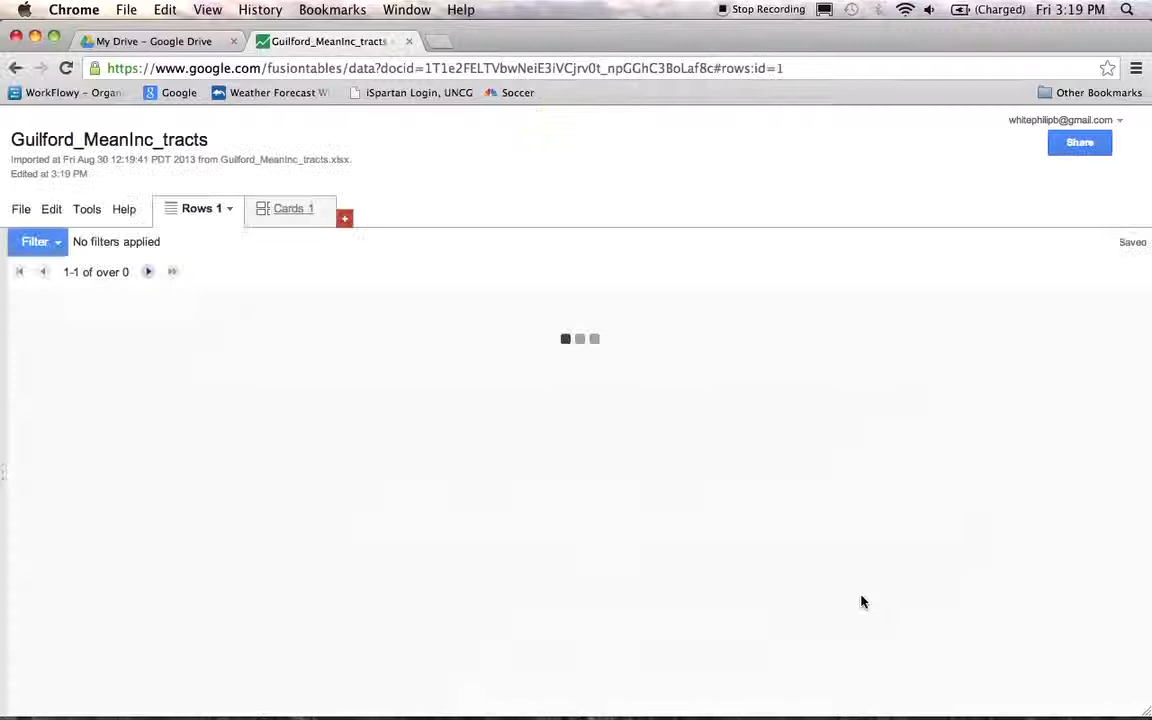 Chrome File Edit View History Bookmarks Window Help Stop Recording (Charged) Fri 3:19 PM
My Drive – Google Drive Guilford_MeanInc_tracts
https://www.google.com/fusiontables/data?docid=1T1e2FELTVbwNeiE3iVCjrv0t_npGGhC3BoLaf8c#rows:id=1
WorkFlowy - Organ Google Weather Forecast W iSpartan Login, UNCG Soccer Other Bookmarks
whitephilipb@gmail.com
Guilford_MeanInc_tracts
Share
Imported at Fri Aug 30 12:19:41 PDT 2013 from Guilford_MeanInc_tracts.xlsx.
Edited at 3:19 PM
File Edit Tools Help Rows 1 Cards 1 +
Filter No filters applied Saved
1-1 of over 0